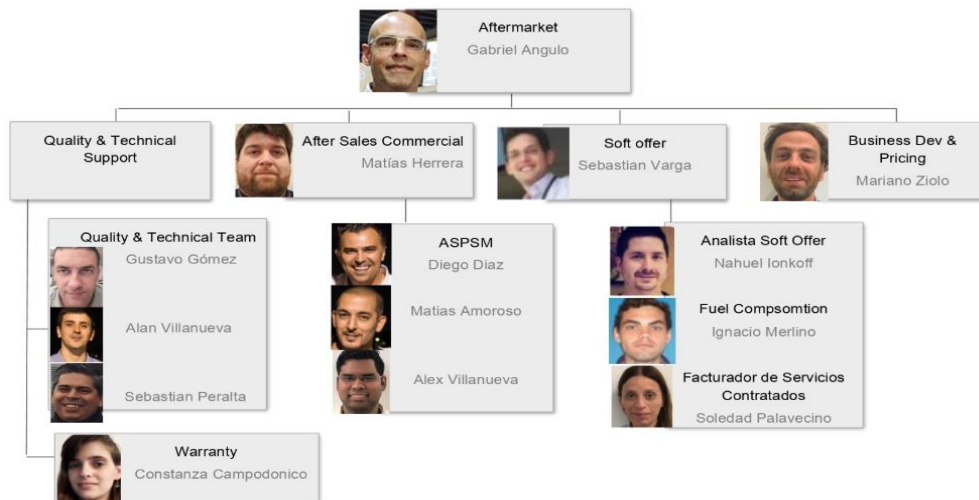 Aftermarket
Gabriel Angulo
Quality & Technical
Support
After Sales Commercial
Matías Herrera
Soft offer
Sebastian Varga
Business Dev &
Pricing
Mariano Ziolo
Quality & Technical Team
Gustavo Gómez
Alan Villanueva
Sebastian Peralta
Warranty
Constanza Campodonico
ASPSM
Diego Diaz
Matias Amoroso
Alex Villanueva
Analista Soft Offer
Nahuel Ionkoff
Fuel Compsomtion
Ignacio Merlino
Facturador de Servicios
Contratados
Soledad Palavecino